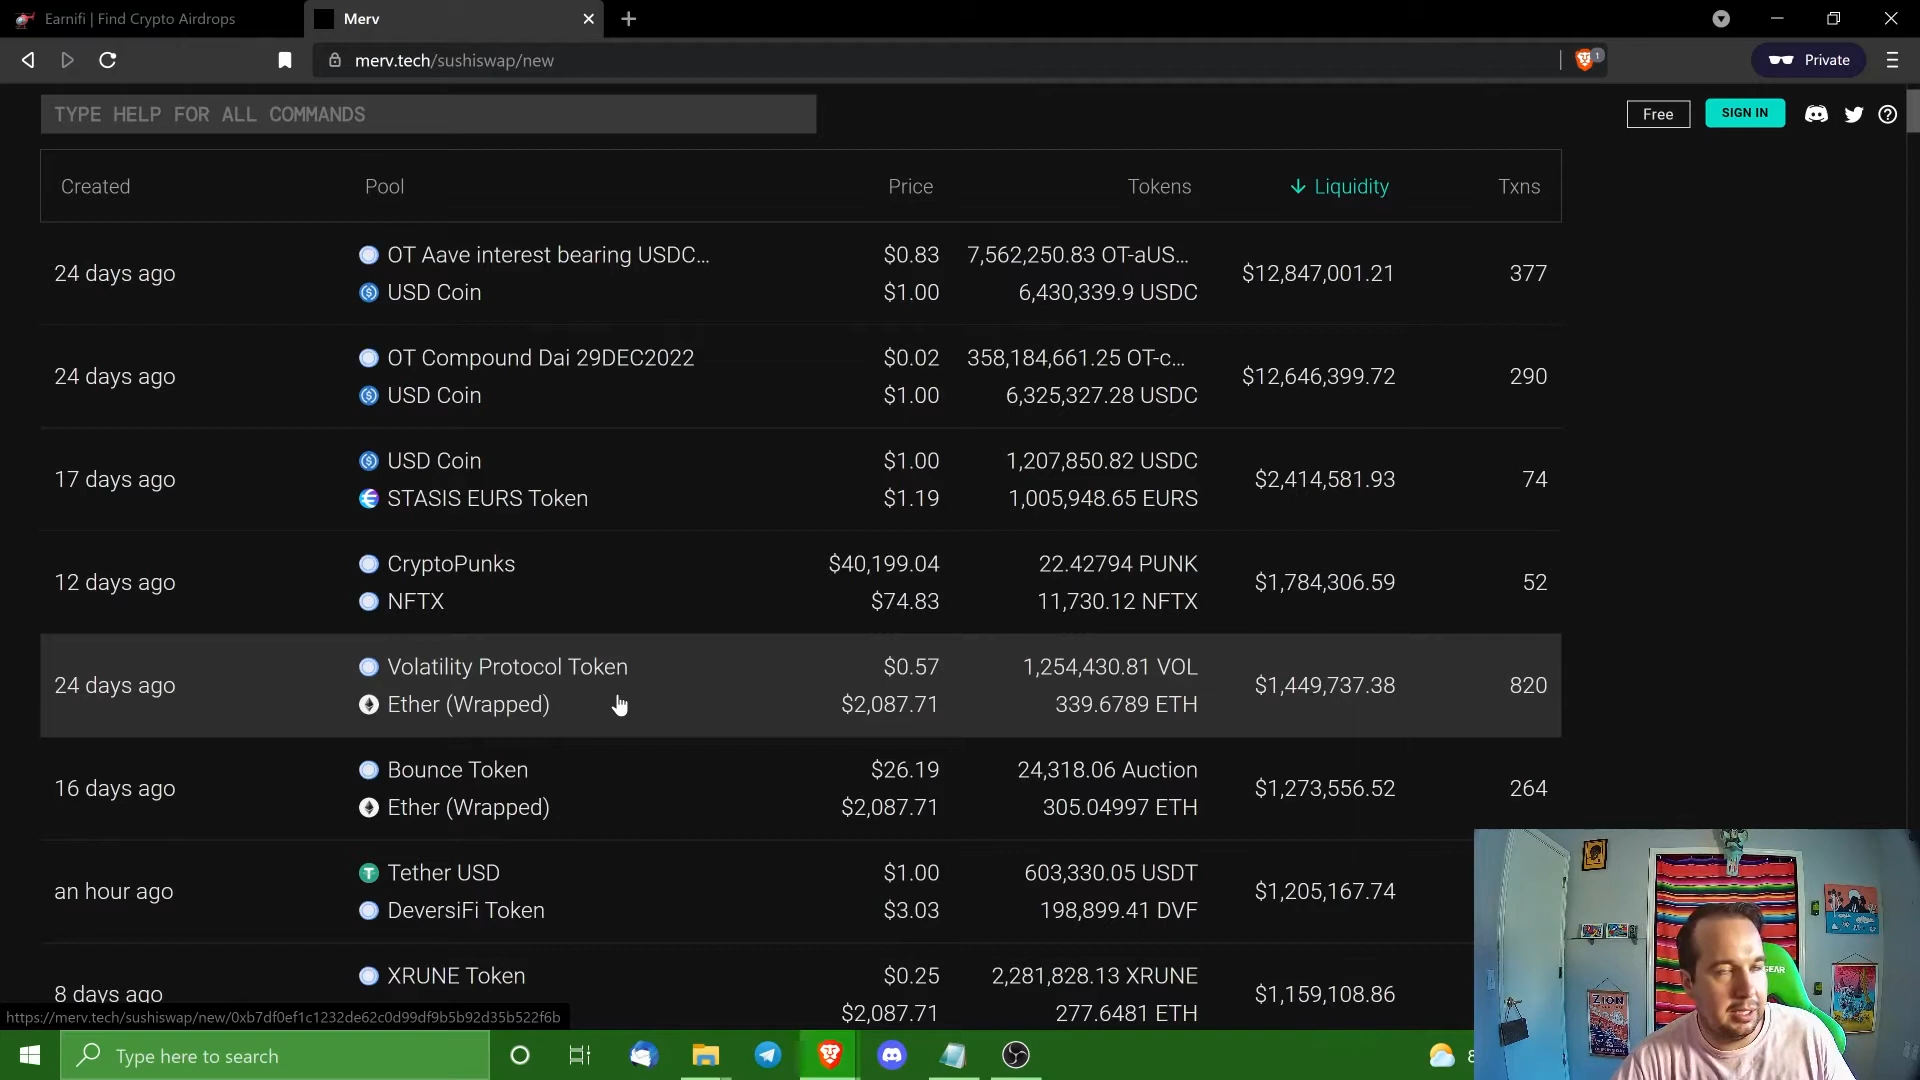 Earnifi | Find Crypto Airdrops
Merv
merv.tech/sushiswap/new
1
Private
TYPE HELP FOR ALL COMMANDS
Free
SIGN IN
Created Pool Price Tokens Liquidity Txns
24 days ago
OT Aave interest bearing USDC... $0.83 7,562,250.83 OT-aUS...
USD Coin $1.00 6,430,339.9 USDC
$12,847,001.21 377
24 days ago
OT Compound Dai 29DEC2022 $0.02 358,184,661.25 OT-c...
USD Coin $1.00 6,325,327.28 USDC
$12,646,399.72 290
17 days ago
USD Coin $1.00 1,207,850.82 USDC
STASIS EURS Token $1.19 1,005,948.65 EURS
$2,414,581.93 74
12 days ago
CryptoPunks $40,199.04 22.42794 PUNK
NFTX $74.83 11,730.12 NFTX
$1,784,306.59 52
24 days ago
Volatility Protocol Token $0.57 1,254,430.81 VOL
Ether (Wrapped) $2,087.71 339.6789 ETH
$1,449,737.38 820
16 days ago
Bounce Token $26.19 24,318.06 Auction
Ether (Wrapped) $2,087.71 305.04997 ETH
$1,273,556.52 264
an hour ago
Tether USD $1.00 603,330.05 USDT
DeversiFi Token $3.03 198,899.41 DVF
$1,205,167.74
8 days ago
XRUNE Token $0.25 2,281,828.13 XRUNE
$2,087.71 277.6481 ETH
$1,159,108.86
https://merv.tech/sushiswap/new/0xb7df0ef1c1232de62c0d99df9b5b92d35b522f6b
Type here to search
8
ZION
GEAR